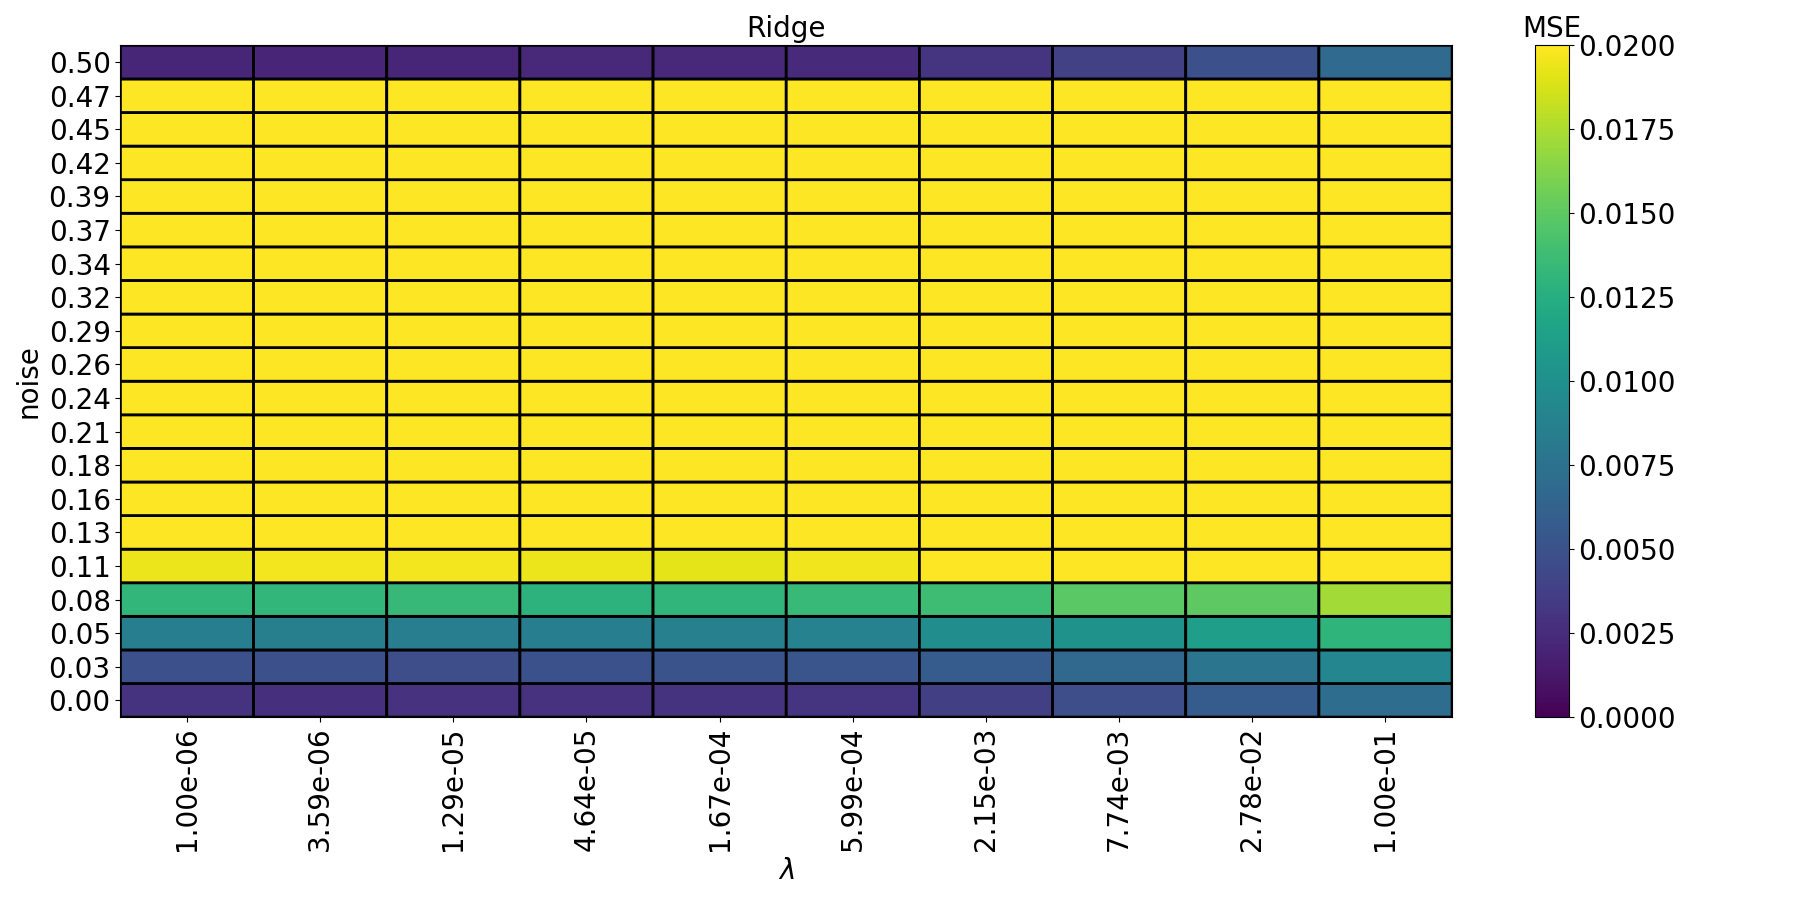 Ridge
MSE
noise
0.50
0.47
0.45
0.42
0.39
0.37
0.34
0.32
0.29
0.26
0.24
0.21
0.18
0.16
0.13
0.11
0.08
0.05
0.03
0.00
1.00e-06
3.59e-06
1.29e-05
4.64e-05
1.67e-04
5.99e-04
2.15e-03
7.74e-03
2.78e-02
1.00e-01
λ
0.0200
0.0175
0.0150
0.0125
0.0100
0.0075
0.0050
0.0025
0.0000